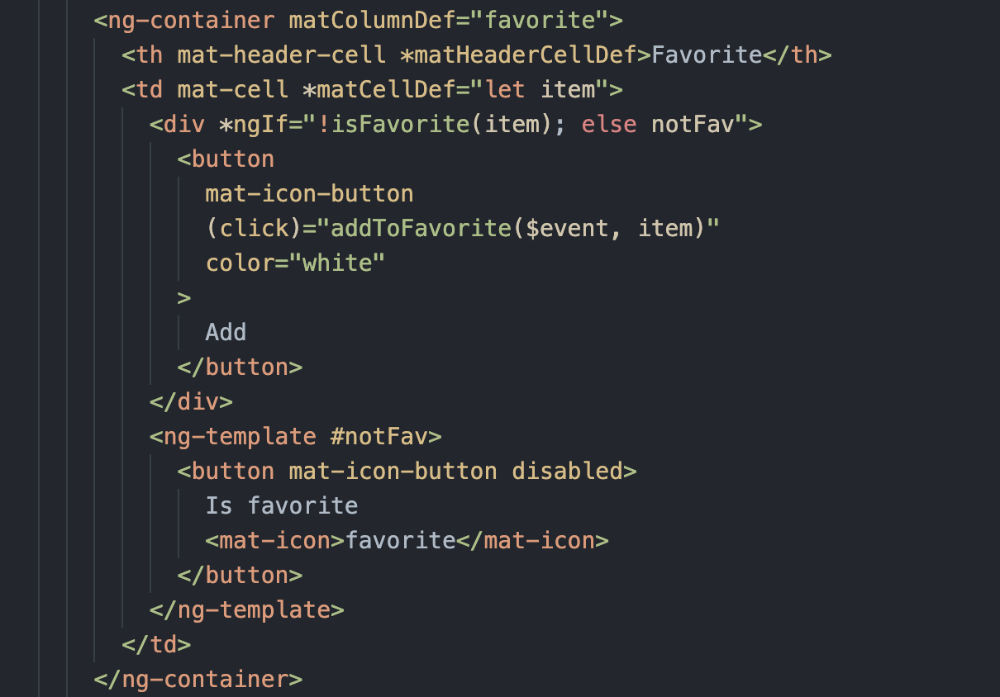 <ng-container matColumnDef="favorite">
<th mat-header-cell *matHeaderCellDef>Favorite</th>
<td mat-cell *matCellDef="let item">
<div *ngIf="!isFavorite(item); else notFav">
<button
mat-icon-button
(click)="addToFavorite($event, item)"
color="white"
>
Add
</button>
</div>
<ng-template #notFav>
<button mat-icon-button disabled>
Is favorite
<mat-icon>favorite</mat-icon>
</button>
</ng-template>
</td>
</ng-container>